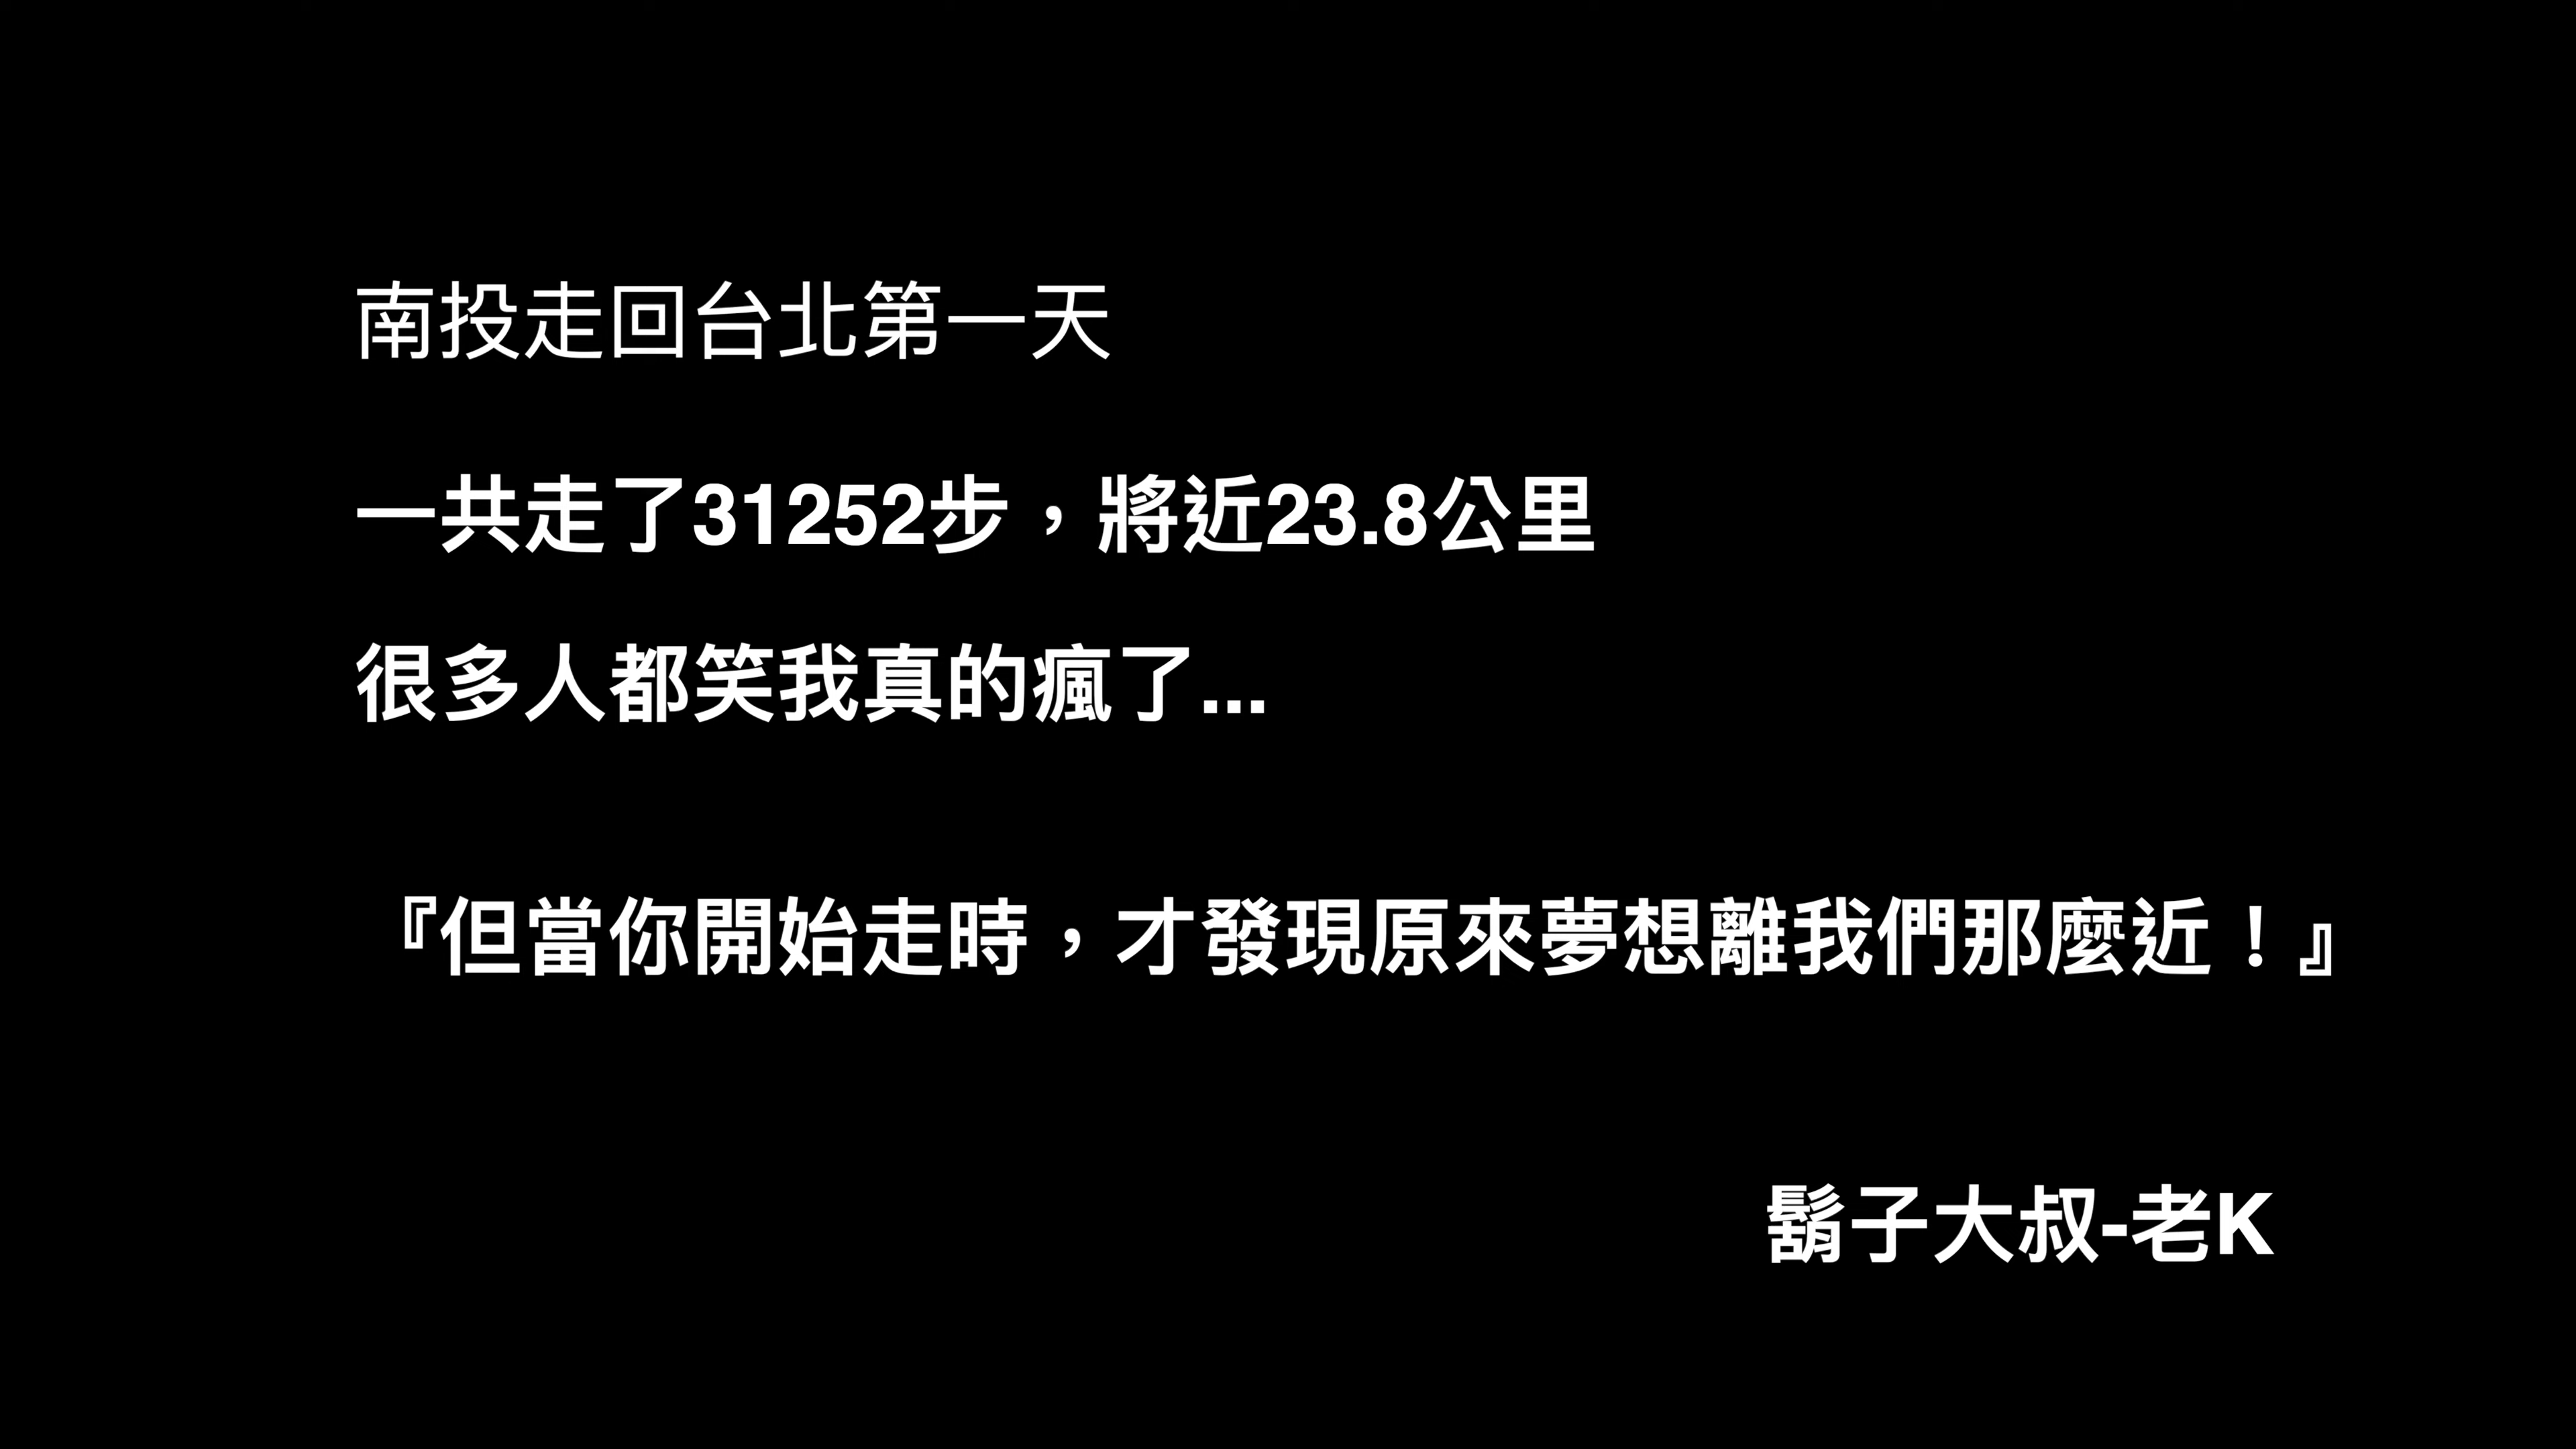 南投走回台北第一天
一共走了31252步，將近23.8公里
很多人都笑我真的瘋了...
『但當你開始走時，才發現原來夢想離我們那麼近！』
鬍子大叔-老K